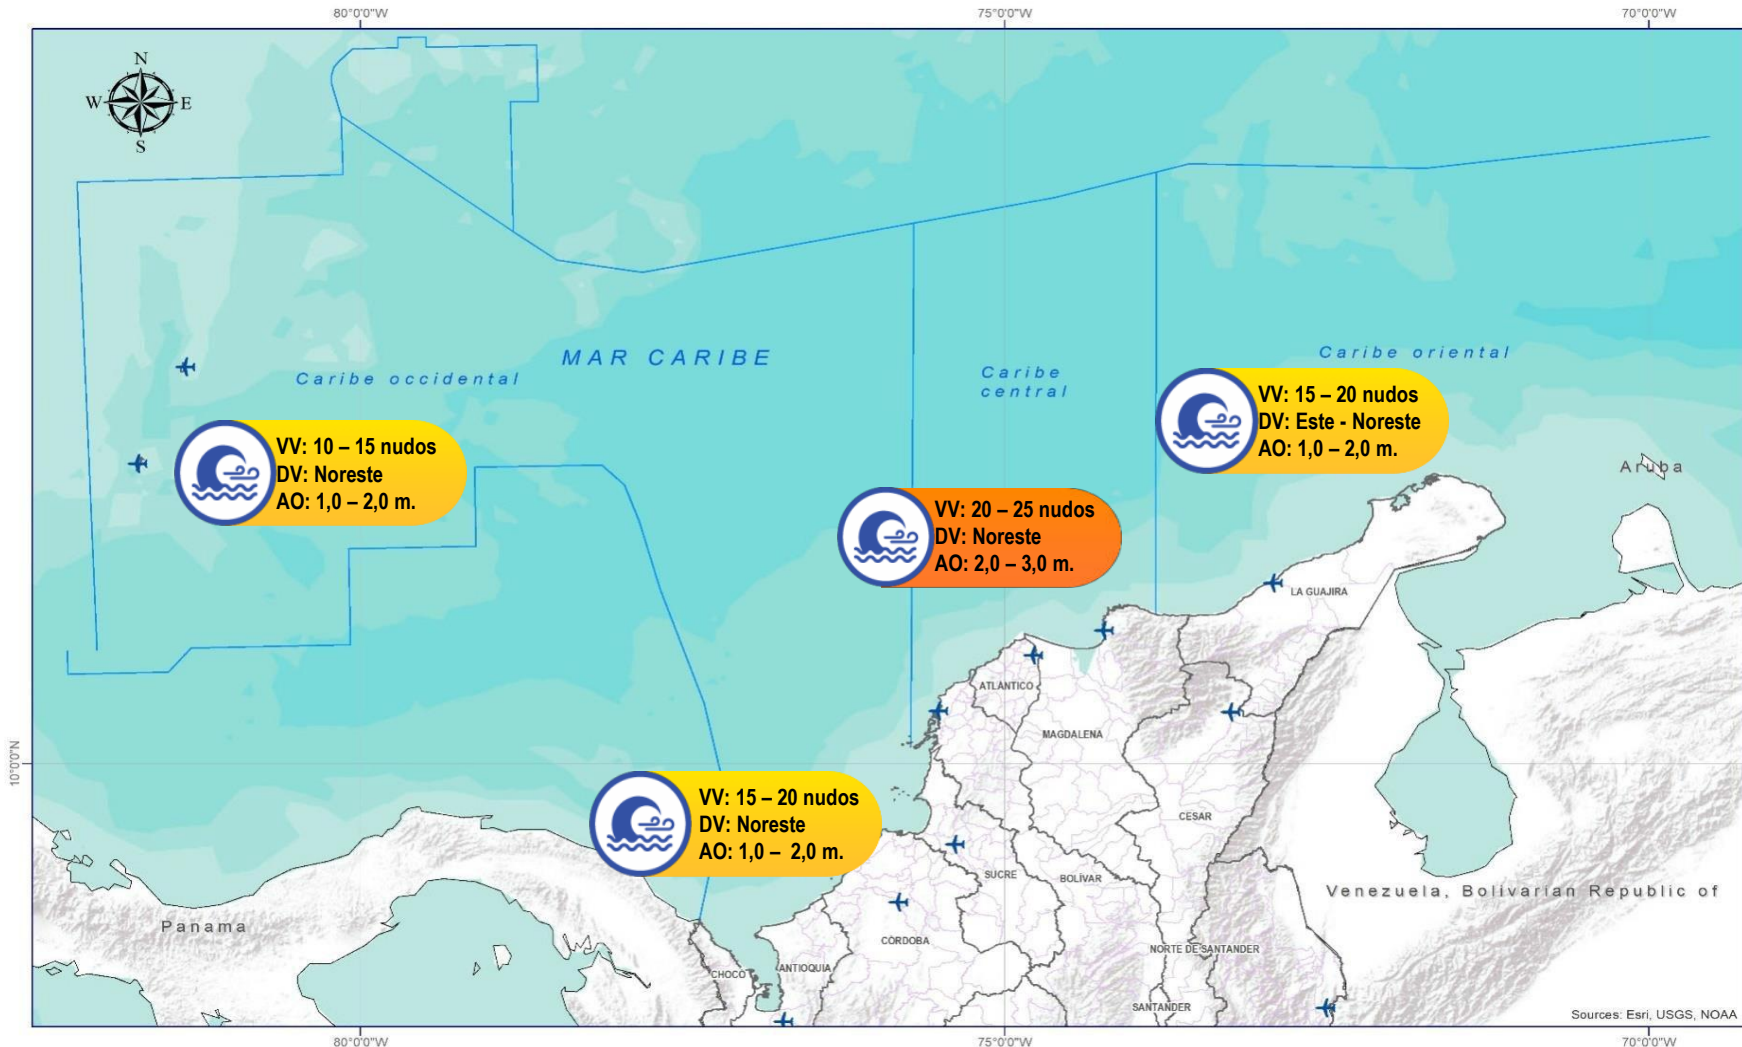 80°0'0"W
75°0'0"W
70°0'0"W
N
W
E
S
MAR CARIBE
Caribe occidental
Caribe
central
Caribe oriental
VV: 15 – 20 nudos
DV: Este - Noreste
AO: 1,0 – 2,0 m.
VV: 10 – 15 nudos
DV: Noreste
AO: 1,0 – 2,0 m.
Aruba
VV: 20 – 25 nudos
DV: Noreste
AO: 2,0 – 3,0 m.
LA GUAJIRA
ATLÁNTICO
MAGDALENA
10°0'0"N
VV: 15 – 20 nudos
DV: Noreste
AO: 1,0 – 2,0 m.
CESAR
SUCRE
BOLÍVAR
Venezuela, Bolivarian Republic of
Panama
CÓRDOBA
NORTE DE SANTANDER
CHOCO
ANTIOQUIA
SANTANDER
Sources: Esri, USGS, NOAA
80°0'0"W
75°0'0"W
70°0'0"W